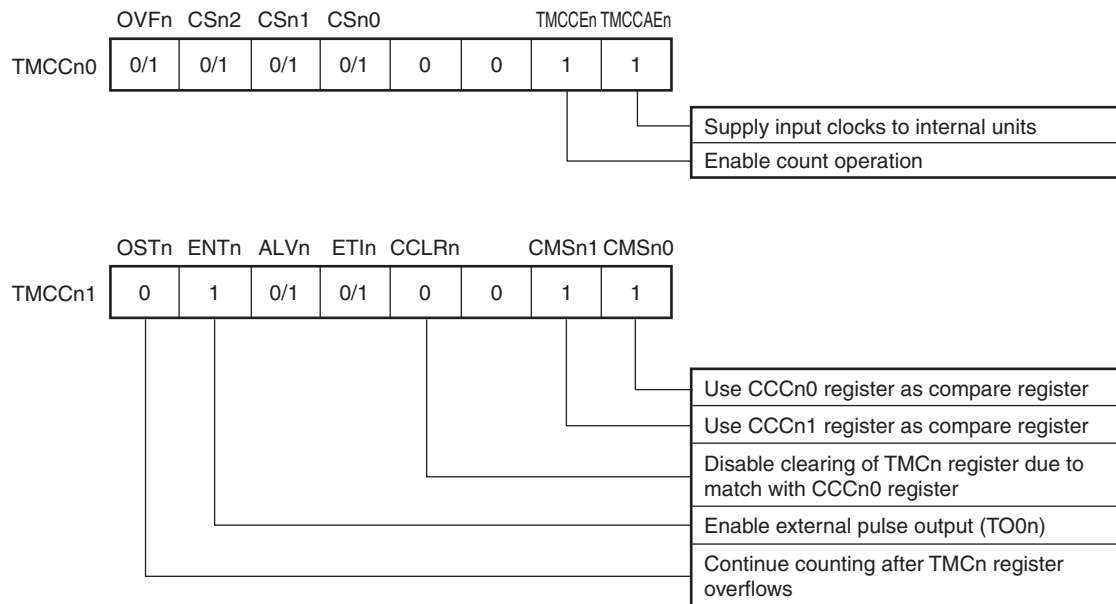 OVFn CSn2 CSn1 CSn0 TMCCEn TMCCAEn
TMCCn0 0/1 0/1 0/1 0/1 0 0 1 1
Supply input clocks to internal units
Enable count operation
OSTn ENTn ALVn ETIn CCLRn CMSn1 CMSn0
TMCCn1 0 1 0/1 0/1 0 0 1 1
Use CCCn0 register as compare register
Use CCCn1 register as compare register
Disable clearing of TMCn register due to
match with CCCn0 register
Enable external pulse output (TO0n)
Continue counting after TMCn register
overflows